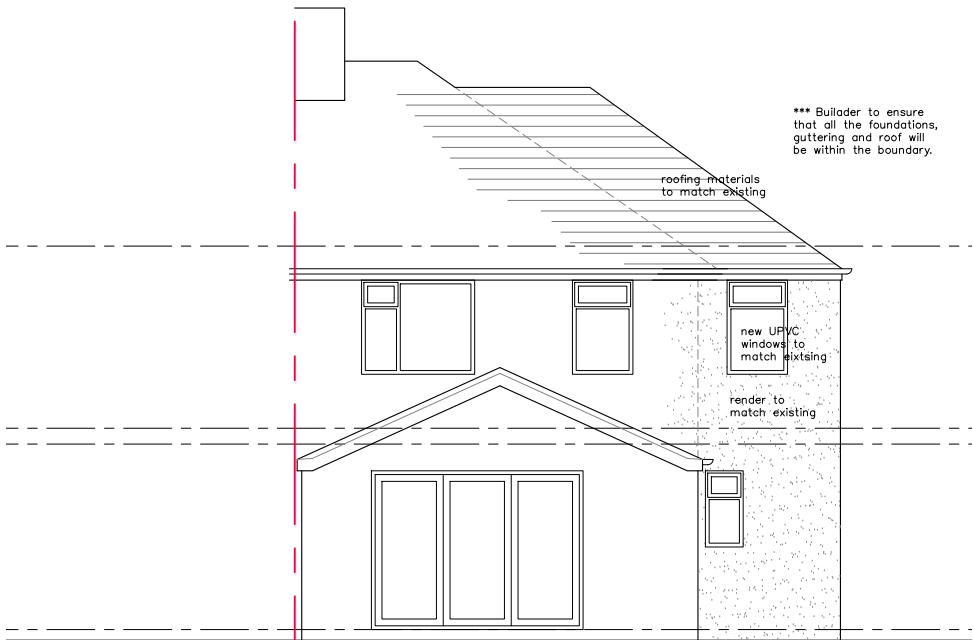 *** Builader to ensure
that all the foundations,
guttering and roof will
be within the boundary.
roofing materials
to match existing
new UPVC
windows to
match eixtsing
render to
match existing